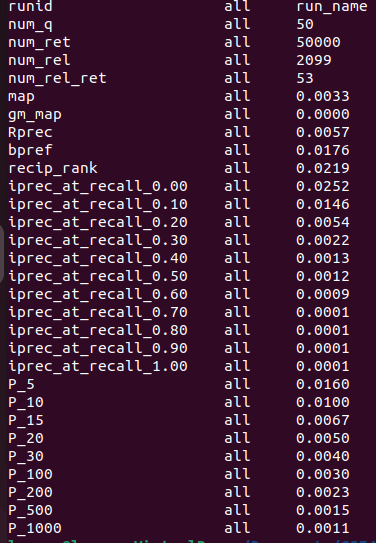 runid all run_name
num_q all 50
num_ret all 50000
num_rel all 2099
num_rel_ret all 53
map all 0.0033
gm_map all 0.0000
Rprec all 0.0057
bpref all 0.0176
recip_rank all 0.0219
iprec_at_recall_0.00 all 0.0252
iprec_at_recall_0.10 all 0.0146
iprec_at_recall_0.20 all 0.0054
iprec_at_recall_0.30 all 0.0022
iprec_at_recall_0.40 all 0.0013
iprec_at_recall_0.50 all 0.0012
iprec_at_recall_0.60 all 0.0009
iprec_at_recall_0.70 all 0.0001
iprec_at_recall_0.80 all 0.0001
iprec_at_recall_0.90 all 0.0001
iprec_at_recall_1.00 all 0.0001
P_5 all 0.0160
P_10 all 0.0100
P_15 all 0.0067
P_20 all 0.0050
P_30 all 0.0040
P_100 all 0.0030
P_200 all 0.0023
P_500 all 0.0015
P_1000 all 0.0011